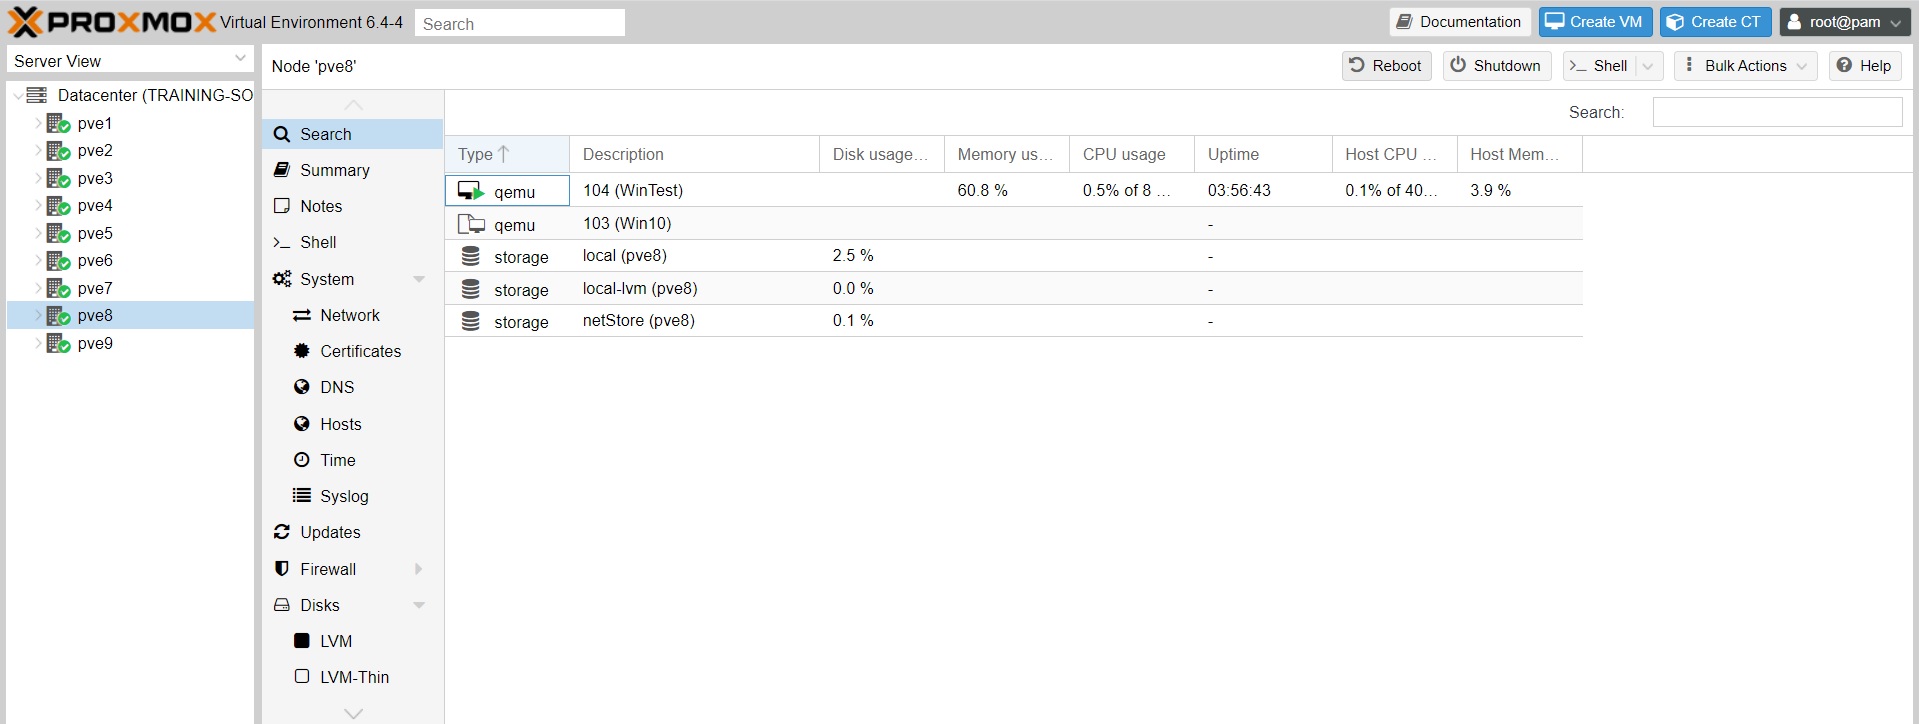 PROXMOX Virtual Environment 6.4-4 Search Documentation Create VM Create CT root@pam
Server View
Node 'pve8' Reboot Shutdown Shell Bulk Actions Help
Datacenter (TRAINING-SO
pve1
pve2
pve3
pve4
pve5
pve6
pve7
pve8
pve9
Search
Summary
Notes
Shell
System
Network
Certificates
DNS
Hosts
Time
Syslog
Updates
Firewall
Disks
LVM
LVM-Thin
Search:
Type Description Disk usage... Memory us... CPU usage Uptime Host CPU ... Host Mem...
qemu 104 (WinTest) 60.8 % 0.5% of 8 ... 03:56:43 0.1% of 40... 3.9 %
qemu 103 (Win10) -
storage local (pve8) 2.5 % -
storage local-lvm (pve8) 0.0 % -
storage netStore (pve8) 0.1 % -